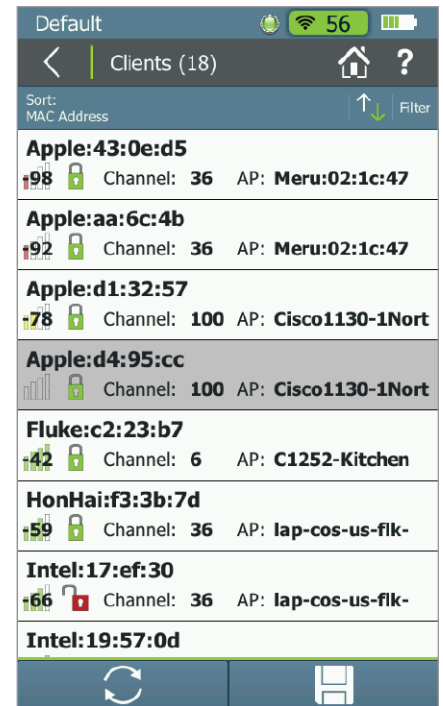 Default 56
Clients (18) ?
Sort:
MAC Address Filter
Apple:43:0e:d5
-98 Channel: 36 AP: Meru:02:1c:47
Apple:aa:6c:4b
-92 Channel: 36 AP: Meru:02:1c:47
Apple:d1:32:57
-78 Channel: 100 AP: Cisco1130-1Nort
Apple:d4:95:cc
Channel: 100 AP: Cisco1130-1Nort
Fluke:c2:23:b7
-42 Channel: 6 AP: C1252-Kitchen
HonHai:f3:3b:7d
-59 Channel: 36 AP: lap-cos-us-flk-
Intel:17:ef:30
-66 Channel: 36 AP: lap-cos-us-flk-
Intel:19:57:0d